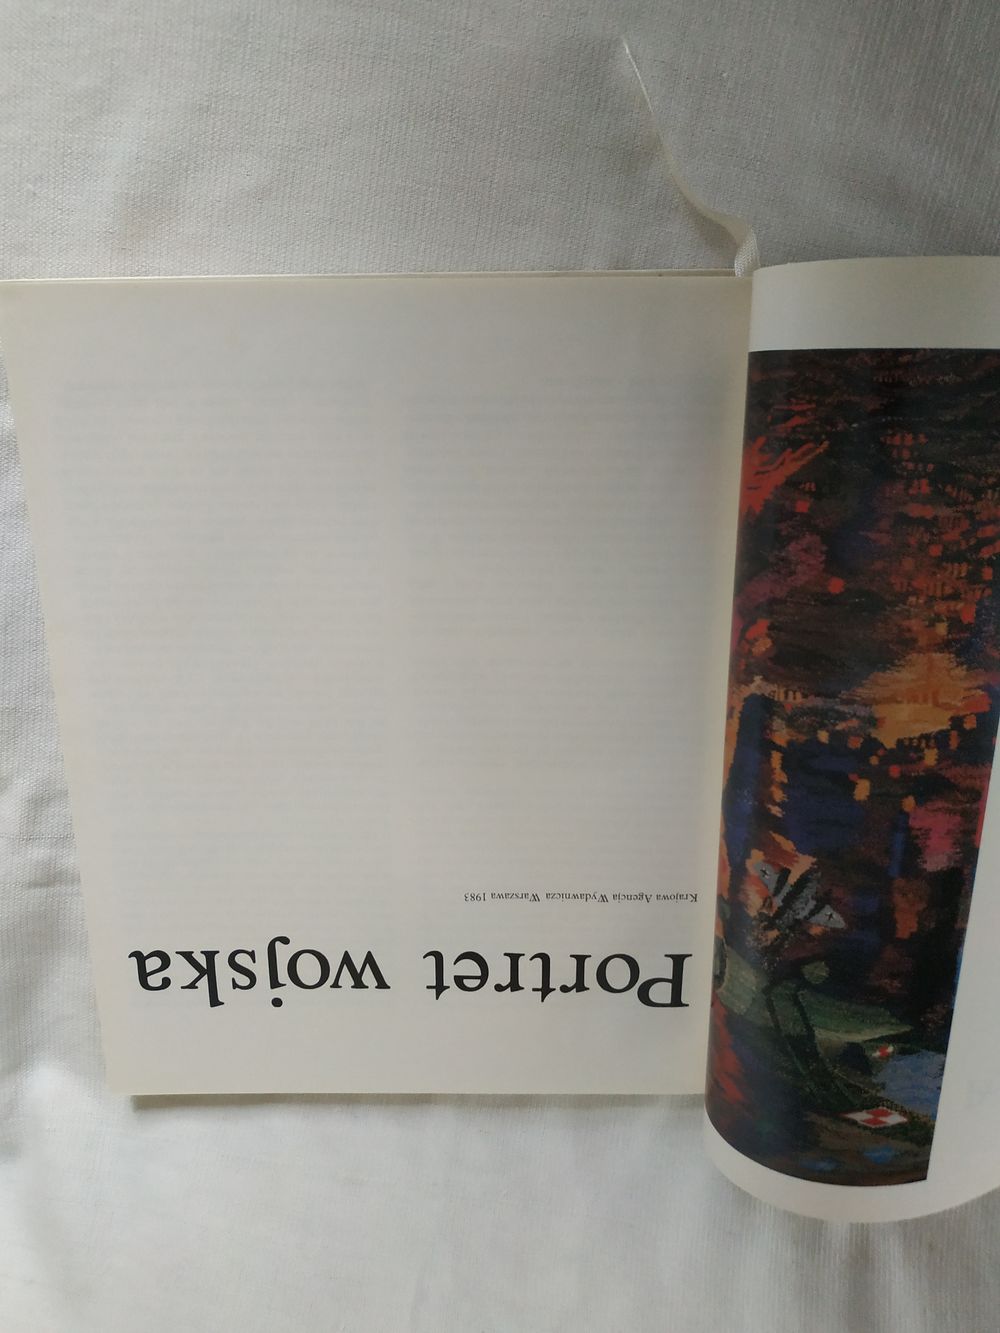 Portret wojska
Krajowa Agencja Wydawnicza Warszawa 1983